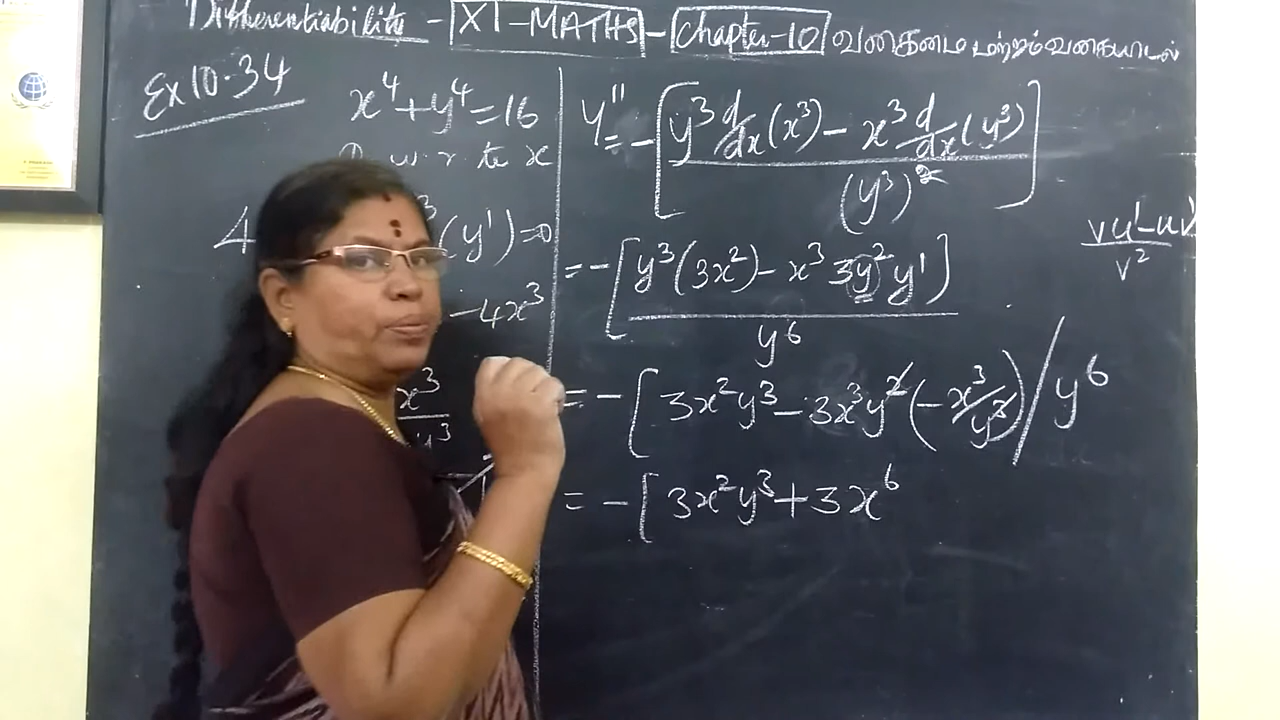 Differentiability - XI-MATHS - Chapter-10 வகைமை மற்றும் வகையிடல்
Ex 10.34
x⁴+y⁴=16
D w r to x
4 ³(y')=0
-4x³
x³
y³
y''=-[y³ d/dx(x³) - x³ d/dx(y³) / (y³)²]
=-[y³(3x²)-x³ 3y² y' / y⁶]
=-[3x²y³-3x³y²(-x³/y³) / y⁶
=-[3x²y³+3x⁶
vu'-uv' / v²